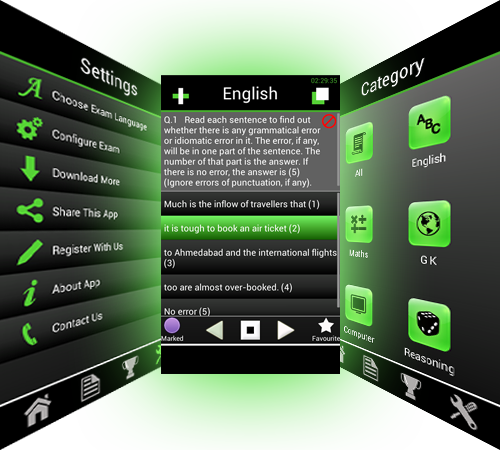 Settings
Choose Exam Language
Configure Exam
Download More
Share This App
Register With Us
About App
Contact Us
02:29:35
English
Q.1 Read each sentence to find out
whether there is any grammatical error
or idiomatic error in it. The error, if any,
will be in one part of the sentence. The
number of that part is the answer. If
there is no error, the answer is (5)
(Ignore errors of punctuation, if any).
Much is the inflow of travellers that (1)
it is tough to book an air ticket (2)
to Ahmedabad and the international flights
(3)
too are almost over-booked. (4)
No error (5)
Marked
Favourite
Category
ABC
All
English
Maths
G K
Computer
Reasoning